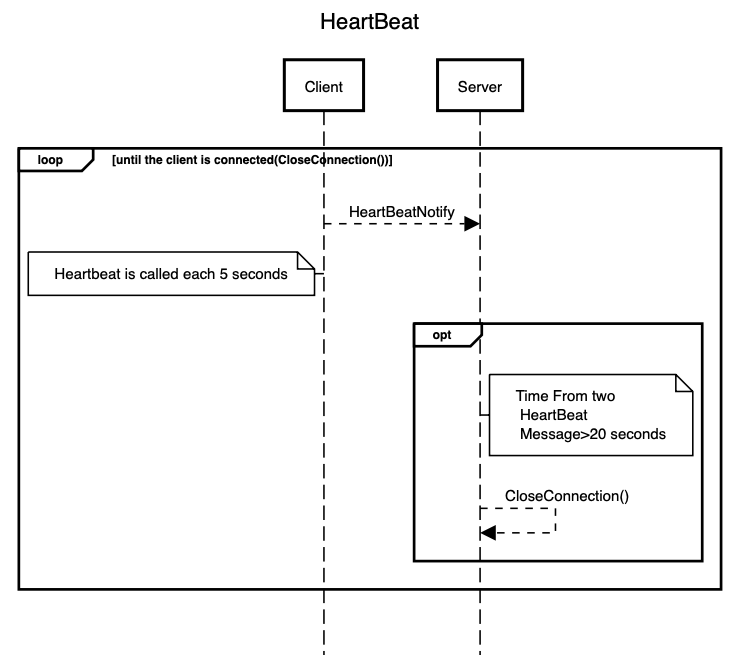 HeartBeat
Client
Server
loop
[until the client is connected(CloseConnection())]
HeartBeatNotify
Heartbeat is called each 5 seconds
opt
Time From two
HeartBeat
Message>20 seconds
CloseConnection()